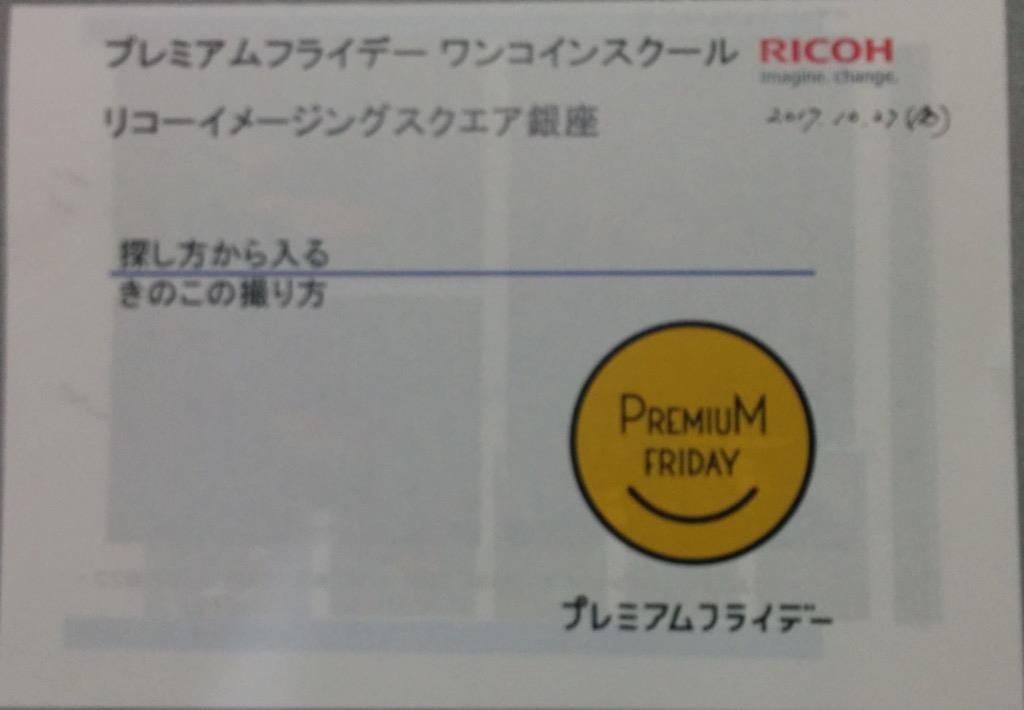 プレミアムフライデー ワンコインスクール
RICOH
imagine. change.
リコーイメージングスクエア銀座
2017.10.27(金)
探し方から入る
きのこの撮り方
PREMIUM
FRIDAY
プレミアムフライデー